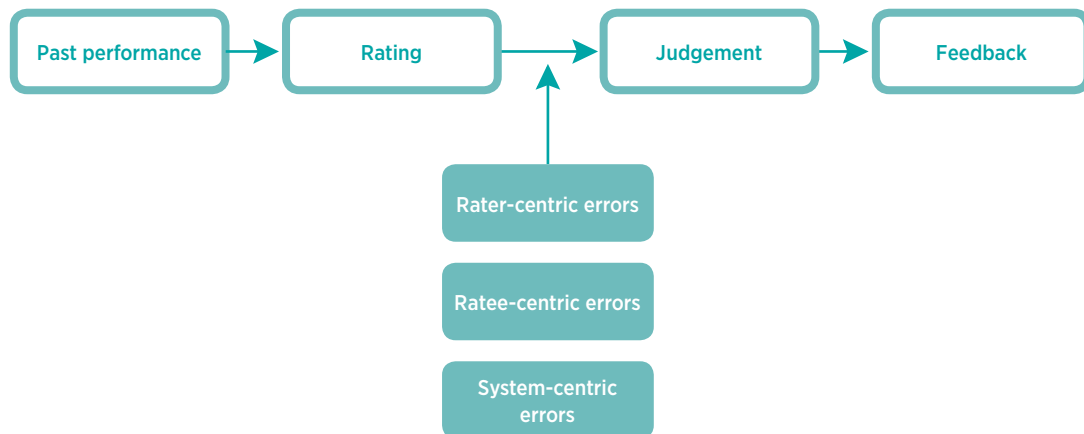 Past performance
Rating
Judgement
Feedback
Rater-centric errors
Ratee-centric errors
System-centric
errors